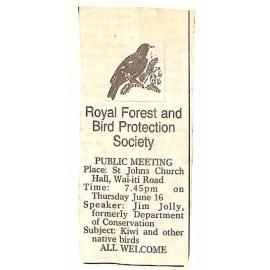 Royal Forest and
Bird Protection
Society
PUBLIC MEETING
Place: St Johns Church
Hall, Wai-iti Road
Time: 7.45pm on
Thursday June 16
Speaker: Jim Jolly,
formerly Department
of Conservation
Subject: Kiwi and other
native birds
ALL WELCOME